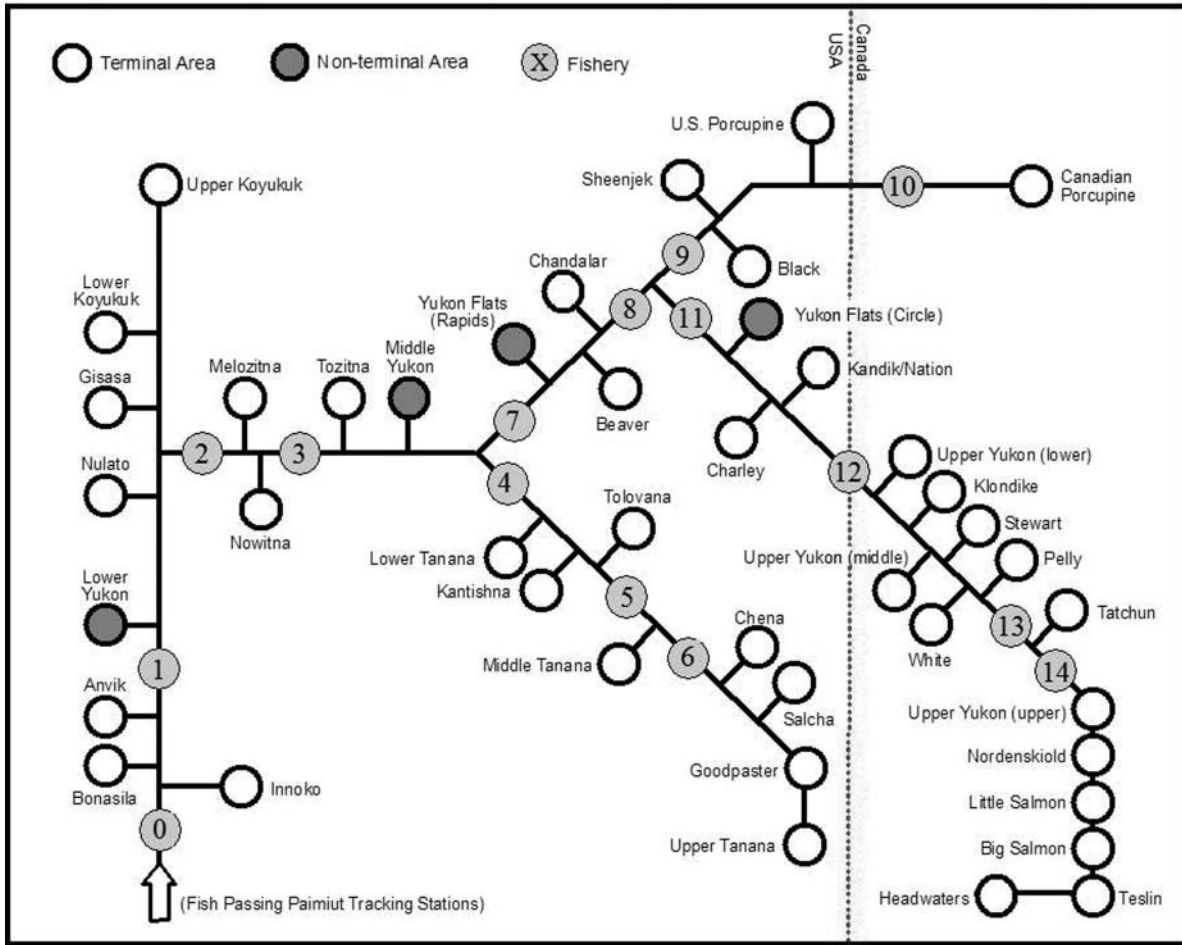 Terminal Area
Non-terminal Area
X
Fishery
USA
Canada
U.S. Porcupine
Upper Koyukuk
Sheenjek
10
Canadian
Porcupine
9
Black
Lower
Koyukuk
Chandalar
Yukon Flats
(Rapids)
8
11
Yukon Flats (Circle)
Melozitna
Tozitna
Middle
Yukon
Kandik/Nation
Gisasa
Beaver
7
Charley
2
3
12
Upper Yukon (lower)
Nulato
4
Klondike
Tolovana
Stewart
Nowitna
Lower Tanana
Upper Yukon (middle)
Pelly
Kantishna
5
Lower
Yukon
Chena
Tatchun
13
Middle Tanana
6
White
1
14
Anvik
Salcha
Upper Yukon (upper)
Nordenskiold
Goodpaster
Bonasila
Innoko
Little Salmon
0
Upper Tanana
Big Salmon
(Fish Passing Paimiut Tracking Stations)
Headwaters
Teslin